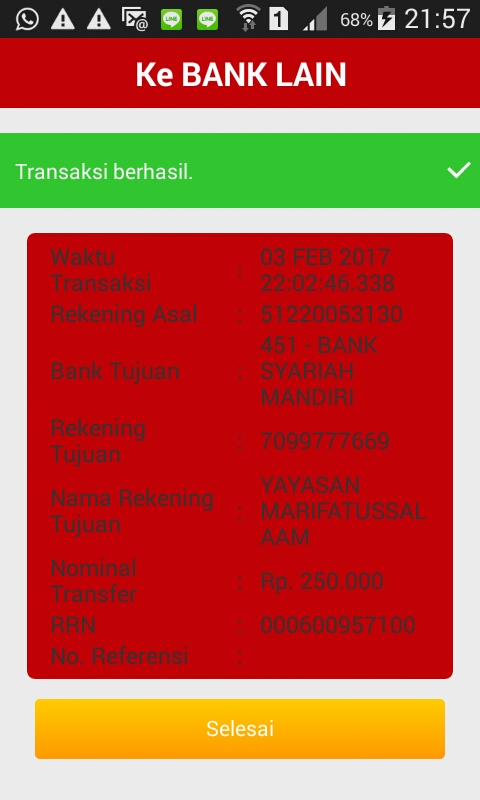 68% 21:57
Ke BANK LAIN
Transaksi berhasil.
Waktu Transaksi : 03 FEB 2017 22:02:46.338
Rekening Asal : 51220053130
Bank Tujuan : 451 - BANK SYARIAH MANDIRI
Rekening Tujuan : 7099777669
Nama Rekening Tujuan : YAYASAN MARIFATUSSALAAM
Nominal Transfer : Rp. 250.000
RRN : 000600957100
No. Referensi :
Selesai